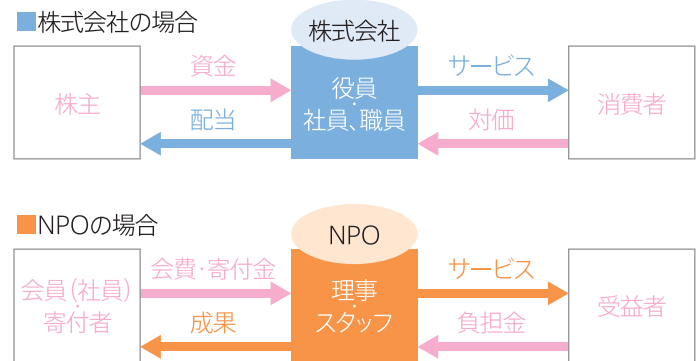 ■株式会社の場合
株式会社
株主
資金
配当
役員
・
社員、職員
サービス
対価
消費者
■NPOの場合
NPO
会員（社員）
・
寄付者
会費・寄付金
成果
理事
・
スタッフ
サービス
負担金
受益者